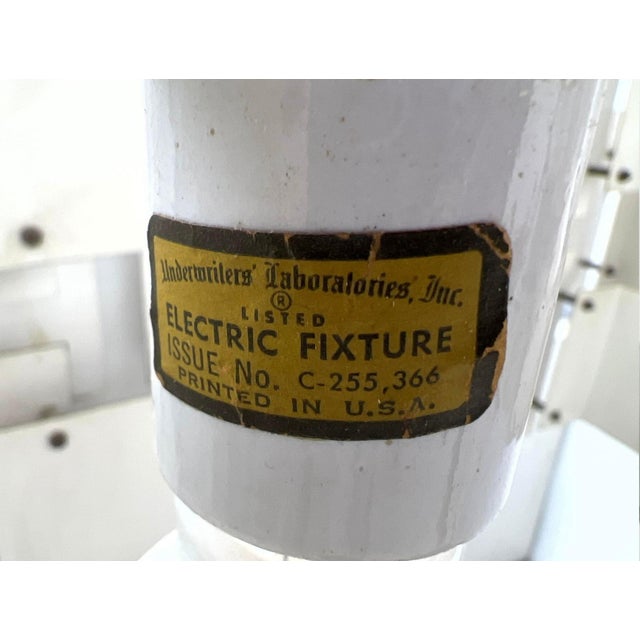 Underwriters' Laboratories, Inc.
®
LISTED
ELECTRIC FIXTURE
ISSUE No. C-255,366
PRINTED IN U.S.A.